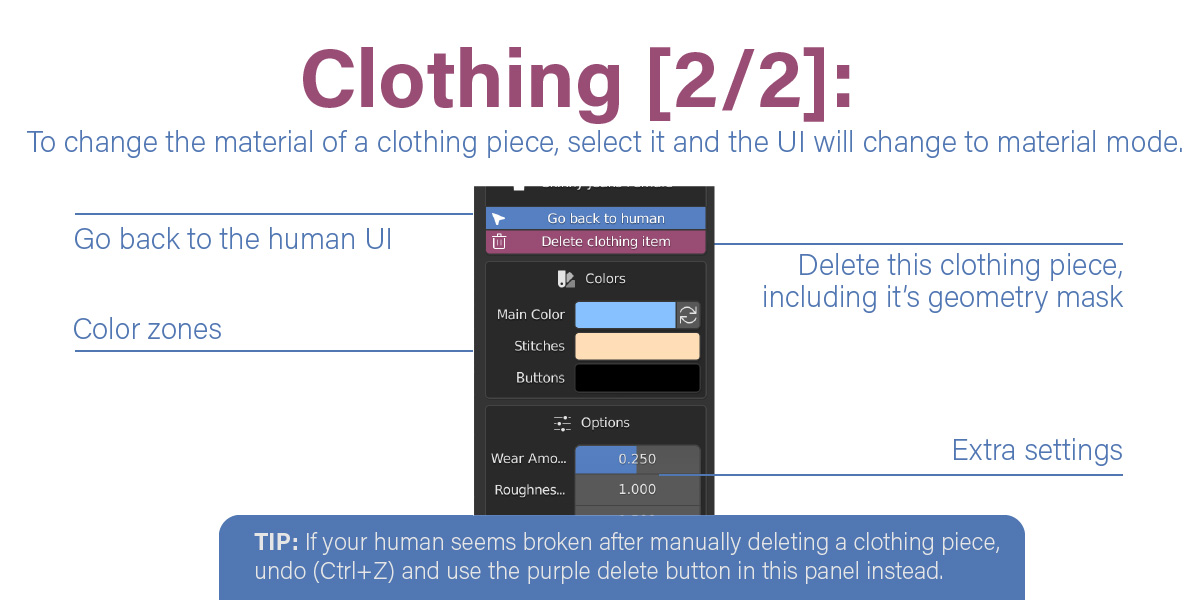 Clothing [2/2]:
To change the material of a clothing piece, select it and the UI will change to material mode.
Go back to human
Delete clothing item
Go back to the human UI
Delete this clothing piece,
including it's geometry mask
Colors
Main Color
Color zones
Stitches
Buttons
Options
Extra settings
Wear Amo... 0.250
Roughnes... 1.000
TIP: If your human seems broken after manually deleting a clothing piece,
undo (Ctrl+Z) and use the purple delete button in this panel instead.